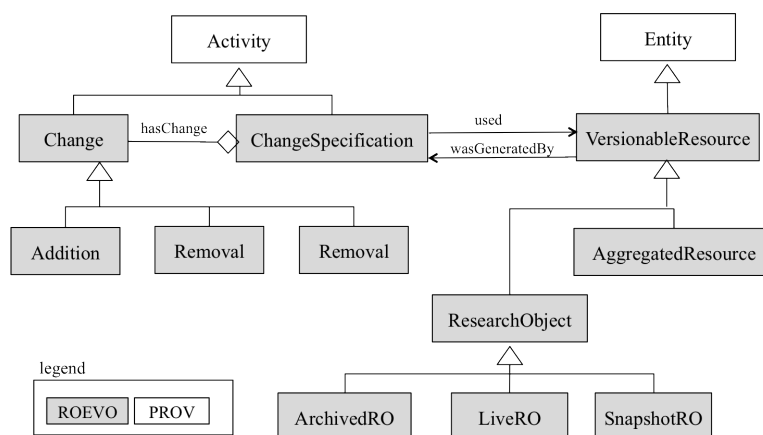 Activity
Entity
Change
hasChange
ChangeSpecification
used
wasGeneratedBy
VersionableResource
Addition
Removal
Removal
AggregatedResource
ResearchObject
legend
ROEVO
PROV
ArchivedRO
LiveRO
SnapshotRO